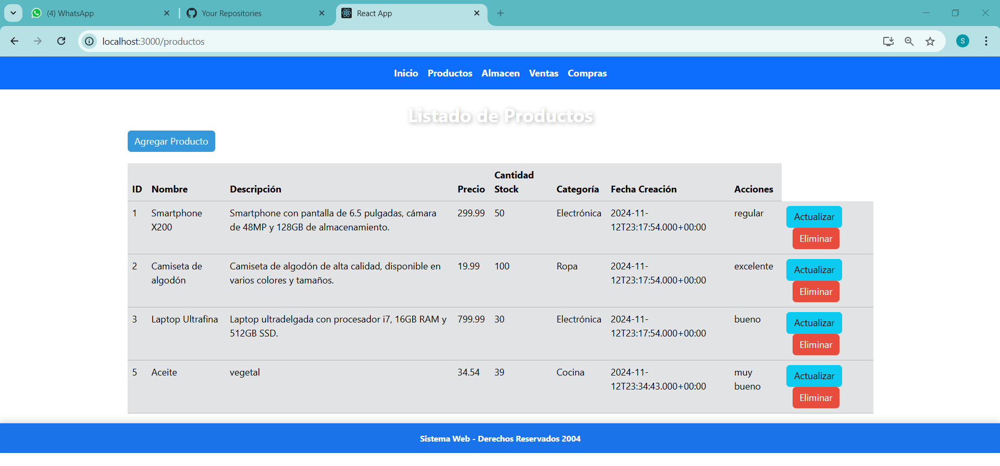 (4) WhatsApp
Your Repositories
React App
localhost:3000/productos
S
Inicio Productos Almacen Ventas Compras
Listado de Productos
Agregar Producto
ID Nombre Descripción Precio Cantidad Stock Categoría Fecha Creación Acciones
1 Smartphone Smartphone con pantalla de 6.5 pulgadas, cámara 299.99 50 Electrónica 2024-11- regular Actualizar
X200 de 48MP y 128GB de almacenamiento. 12T23:17:54.000+00:00
Eliminar
2 Camiseta de Camiseta de algodón de alta calidad, disponible en 19.99 100 Ropa 2024-11- excelente Actualizar
algodón varios colores y tamaños. 12T23:17:54.000+00:00
Eliminar
3 Laptop Ultrafina Laptop ultradelgada con procesador i7, 16GB RAM y 799.99 30 Electrónica 2024-11- bueno Actualizar
512GB SSD. 12T23:17:54.000+00:00
Eliminar
5 Aceite vegetal 34.54 39 Cocina 2024-11- muy Actualizar
12T23:34:43.000+00:00 bueno
Eliminar
Sistema Web - Derechos Reservados 2004